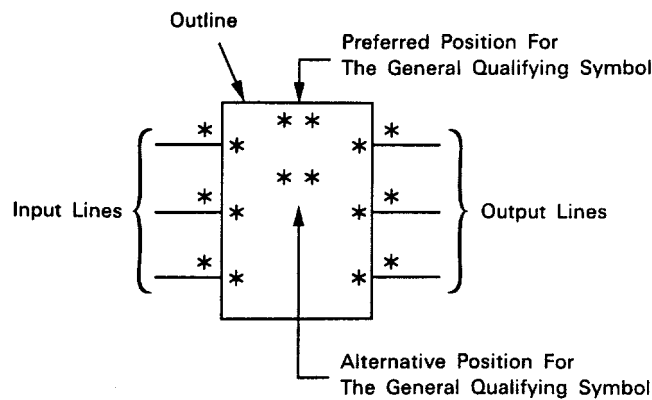 Outline
Preferred Position For
The General Qualifying Symbol
* *
* * * *
* *
Input Lines
* * * *
Output Lines
* * * *
Alternative Position For
The General Qualifying Symbol